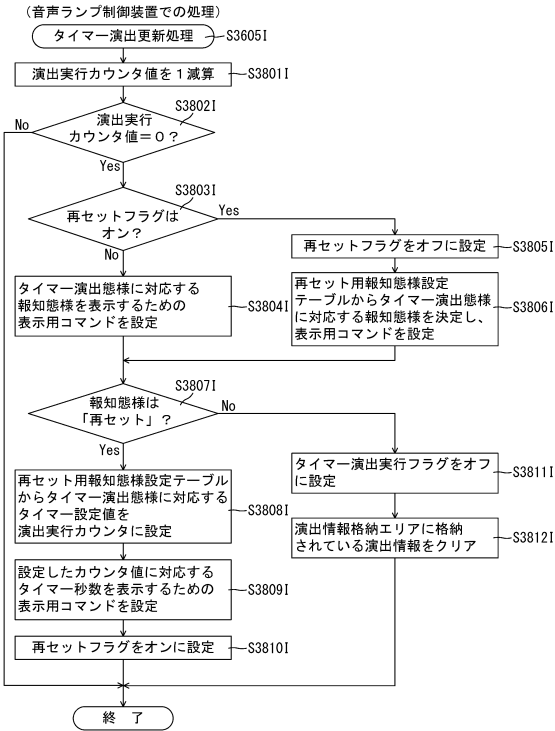 （音声ランプ制御装置での処理）
タイマー演出更新処理
S3605I
演出実行カウンタ値を１減算
S3801I
S3802I
演出実行
カウンタ値＝０？
No
Yes
S3803I
再セットフラグは
オン？
Yes
No
再セットフラグをオフに設定
S3805I
タイマー演出態様に対応する
報知態様を表示するための
表示用コマンドを設定
S3804I
再セット用報知態様設定
テーブルからタイマー演出態様
に対応する報知態様を決定し、
表示用コマンドを設定
S3806I
S3807I
報知態様は
「再セット」？
No
Yes
タイマー演出実行フラグをオフ
に設定
S3811I
再セット用報知態様設定テーブル
からタイマー演出態様に対応する
タイマー設定値を
演出実行カウンタに設定
S3808I
演出情報格納エリアに格納
されている演出情報をクリア
S3812I
設定したカウンタ値に対応する
タイマー秒数を表示するための
表示用コマンドを設定
S3809I
再セットフラグをオンに設定
S3810I
終　了